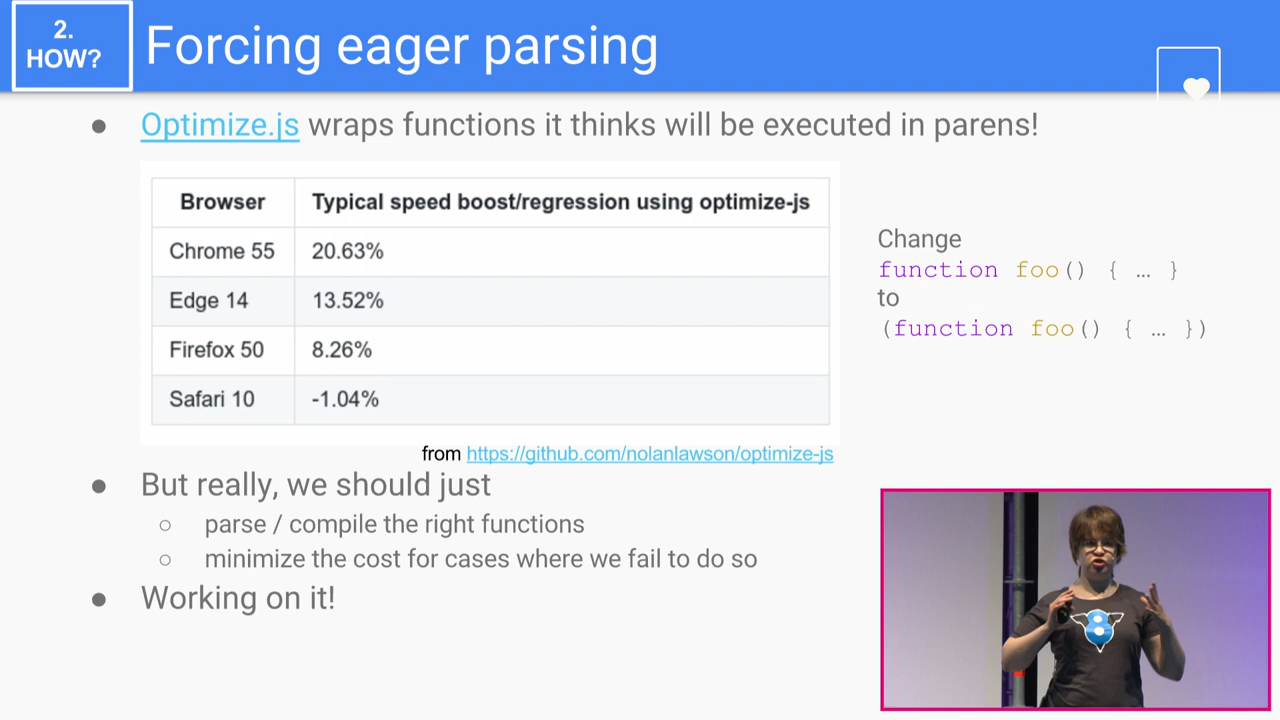 2.
HOW?
Forcing eager parsing
● Optimize.js wraps functions it thinks will be executed in parens!
Browser Typical speed boost/regression using optimize-js
Chrome 55 20.63%
Edge 14 13.52%
Firefox 50 8.26%
Safari 10 -1.04%
from https://github.com/nolanlawson/optimize-js
Change
function foo() { … }
to
(function foo() { … })
● But really, we should just
○ parse / compile the right functions
○ minimize the cost for cases where we fail to do so
● Working on it!
8